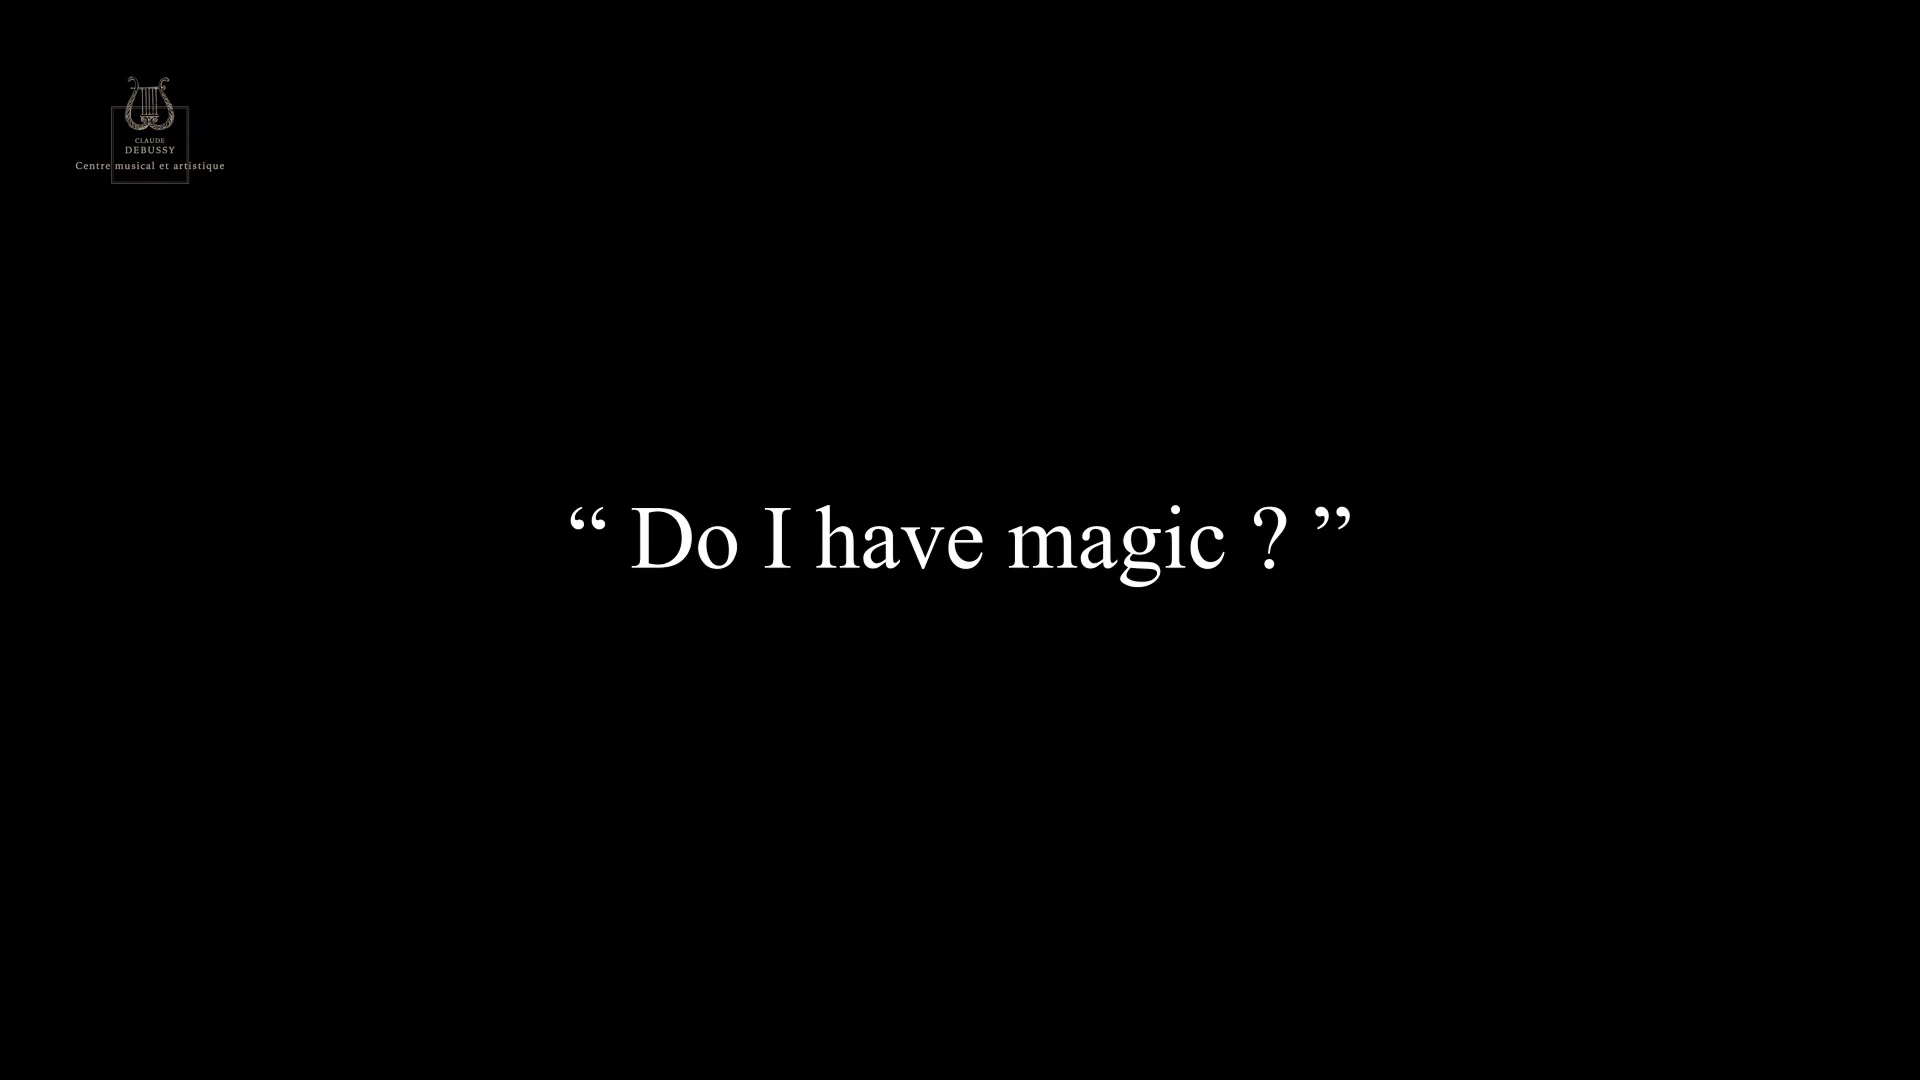 CLAUDE
DEBUSSY
Centre musical et artistique
“ Do I have magic ? ”